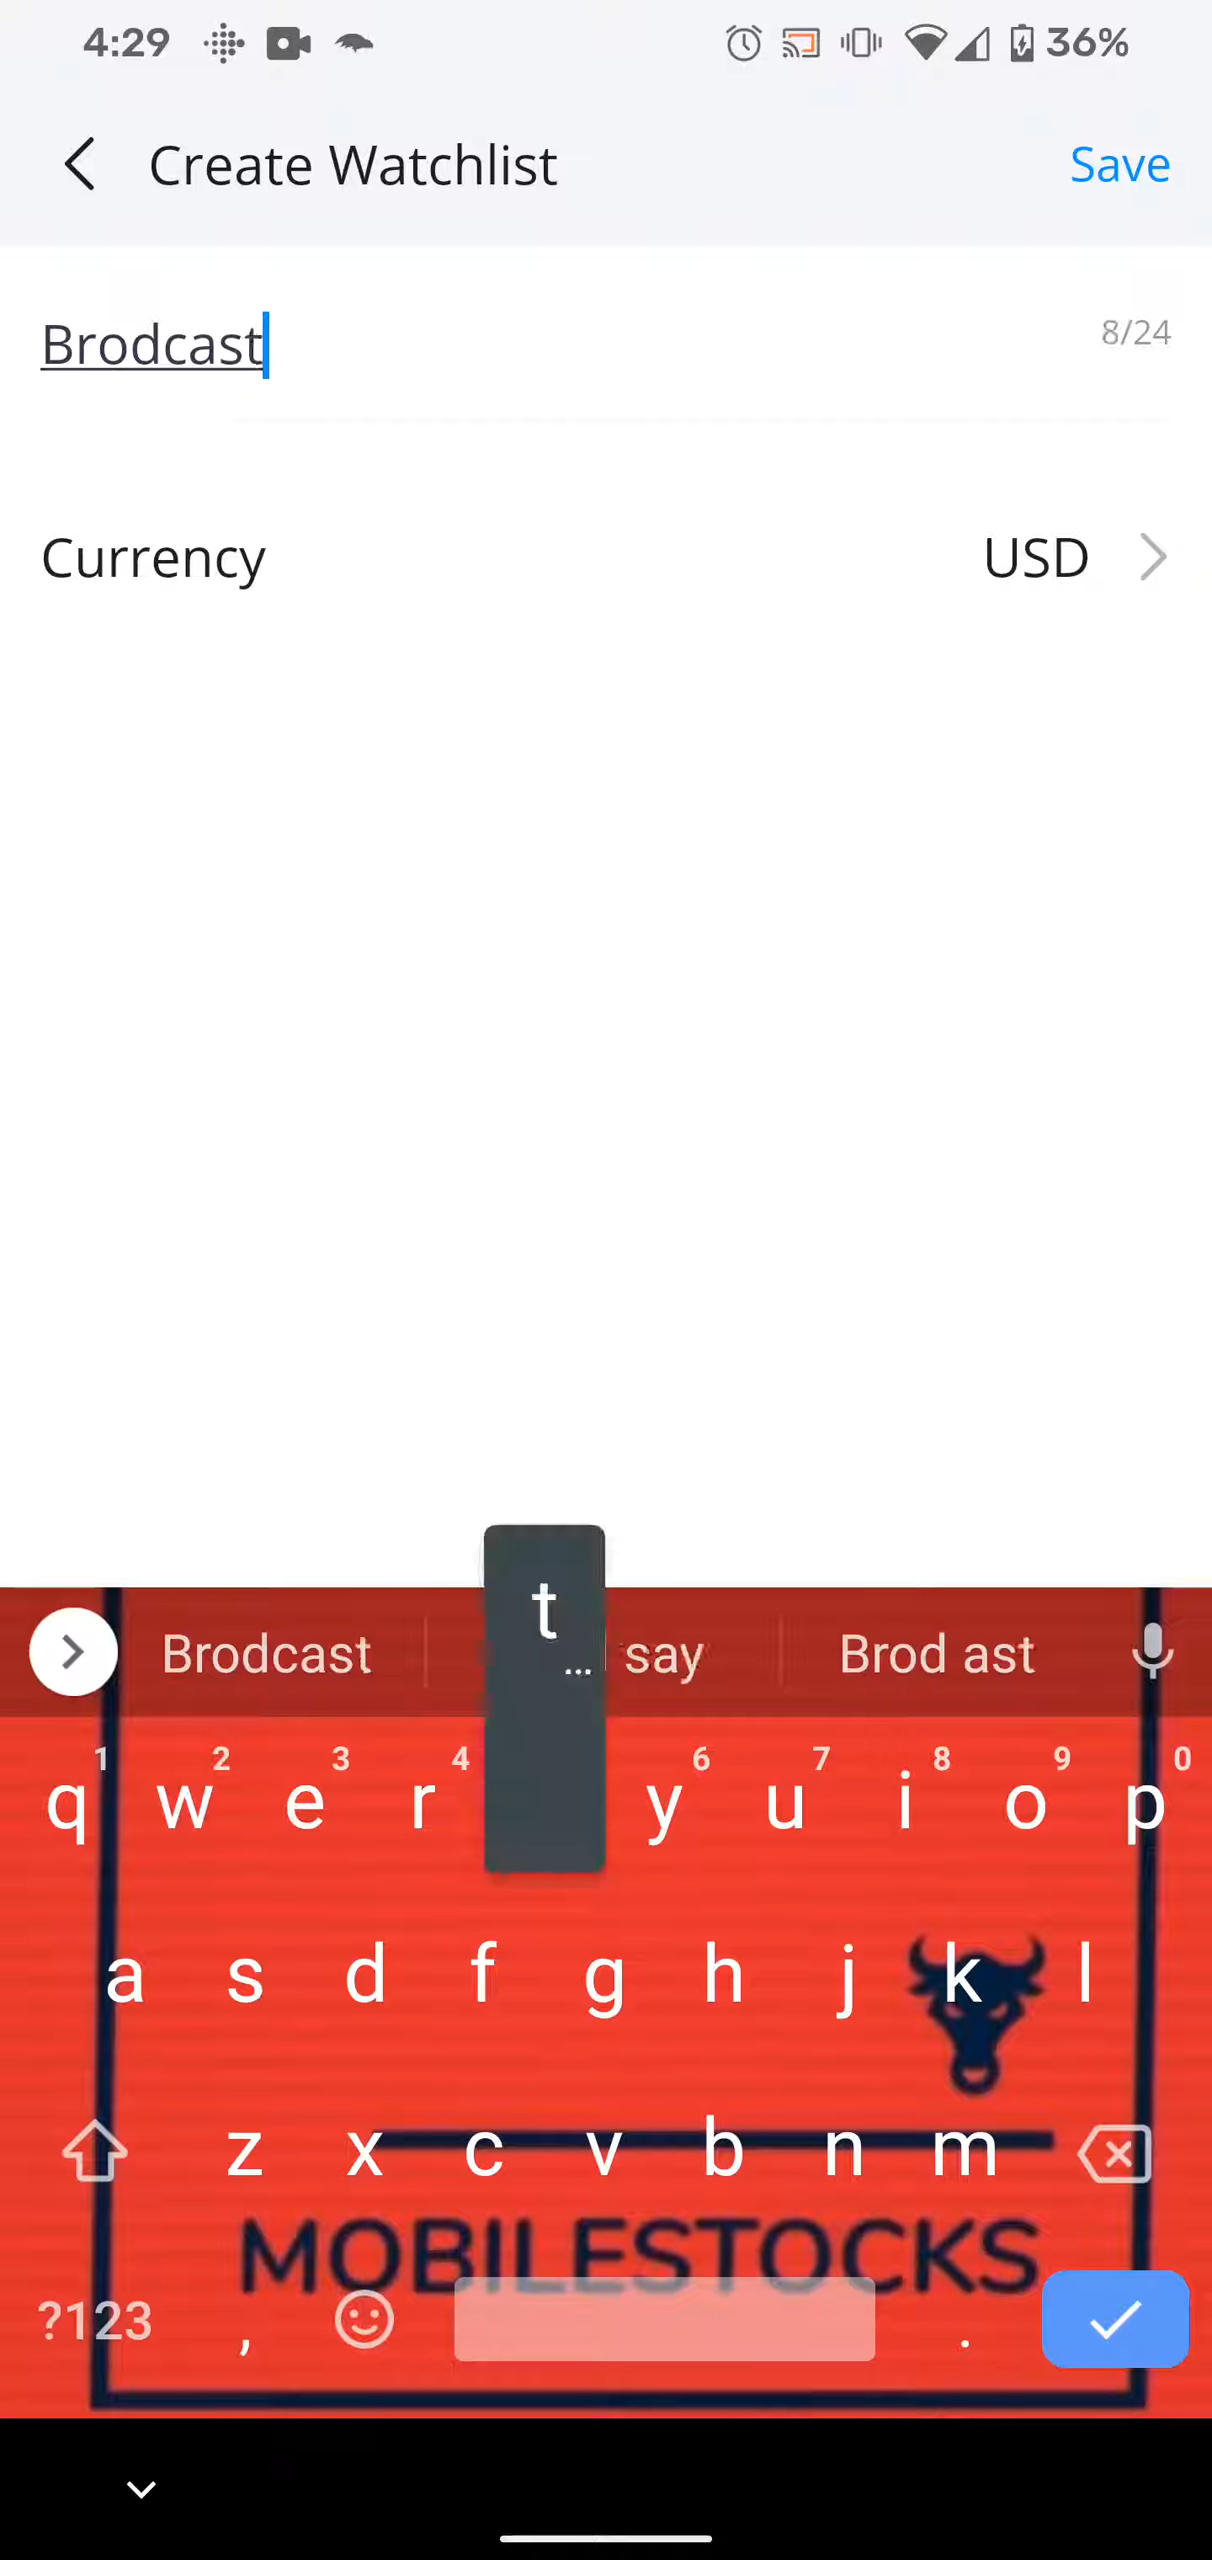 4:29 36%
Create Watchlist Save
Brodcast 8/24
Currency USD
t
...
Brodcast say Brod ast
1 2 3 4 6 7 8 9 0
q w e r y u i o p
a s d f g h j k l
z x c v b n m
MOBILESTOCKS
?123 , .